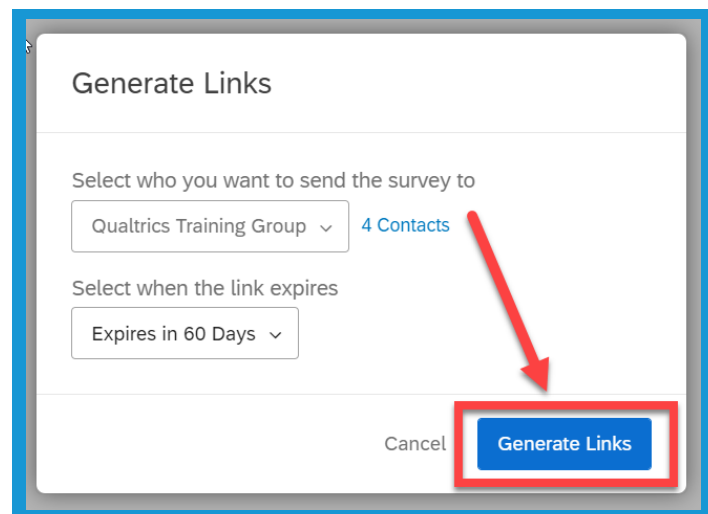 Generate Links
Select who you want to send the survey to
Qualtrics Training Group 4 Contacts
Select when the link expires
Expires in 60 Days
Cancel Generate Links